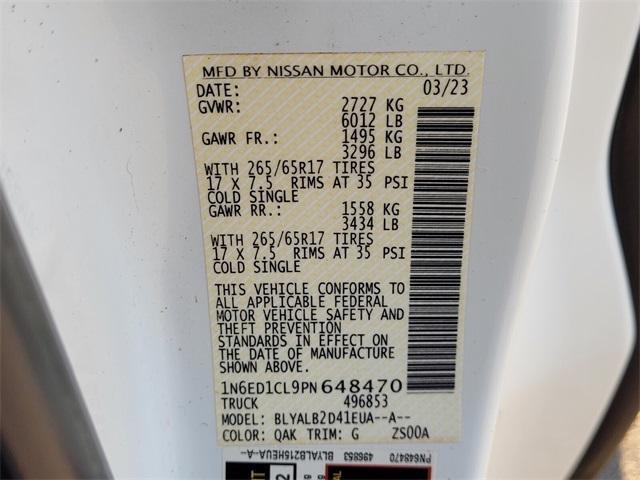 MFD BY NISSAN MOTOR CO., LTD.
DATE: 03/23
GVWR: 2727 KG
6012 LB
GAWR FR.: 1495 KG
3296 LB
WITH 265/65R17 TIRES
17 X 7.5 RIMS AT 35 PSI
COLD SINGLE
GAWR RR.: 1558 KG
3434 LB
WITH 265/65R17 TIRES
17 X 7.5 RIMS AT 35 PSI
COLD SINGLE
THIS VEHICLE CONFORMS TO
ALL APPLICABLE FEDERAL
MOTOR VEHICLE SAFETY AND
THEFT PREVENTION
STANDARDS IN EFFECT ON
THE DATE OF MANUFACTURE
SHOWN ABOVE.
1N6ED1CL9PN648470
TRUCK 496853
MODEL: BLYALB2D41EUA--A--
COLOR: QAK TRIM: G ZS00A
PN648470 496853 BLYALB215HEUA--A--